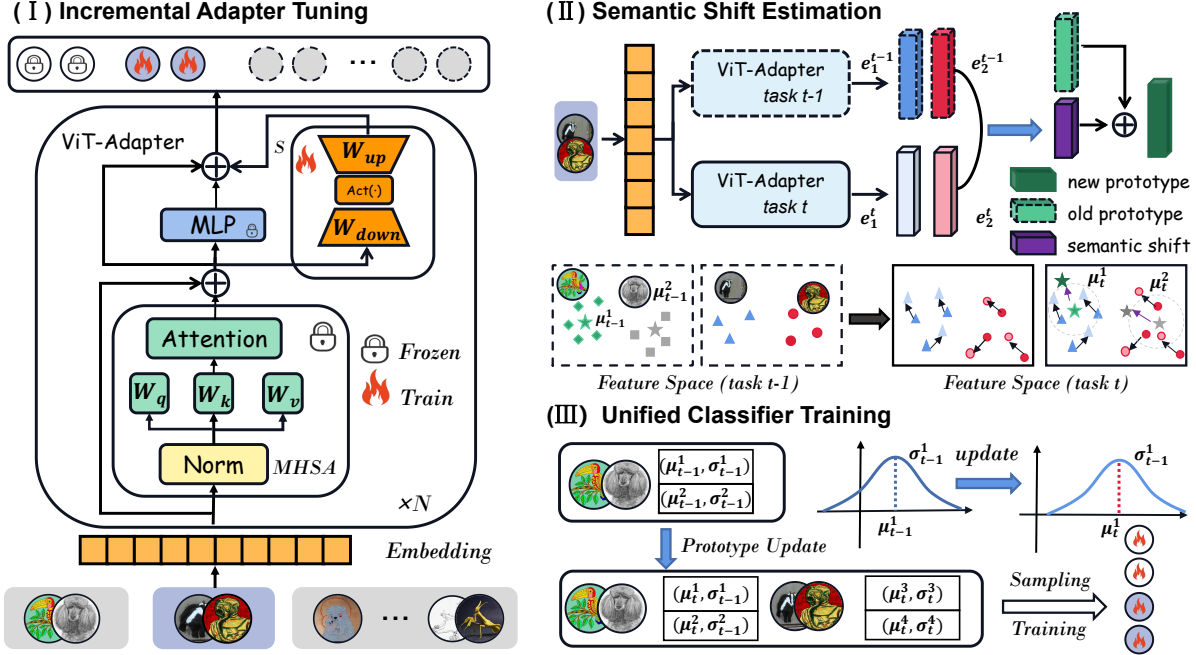 (Ⅰ) Incremental Adapter Tuning
...
ViT-Adapter
S
W_up
Act(·)
W_down
MLP
Attention
Frozen
Train
W_q W_k W_v
Norm
MHSA
×N
Embedding
...
(Ⅱ) Semantic Shift Estimation
ViT-Adapter
task t-1
e_1^{t-1}
e_2^{t-1}
ViT-Adapter
task t
e_1^t
e_2^t
new prototype
old prototype
semantic shift
μ_{t-1}^1
μ_{t-1}^2
μ_t^1
μ_t^2
Feature Space (task t-1)
Feature Space (task t)
(Ⅲ) Unified Classifier Training
(μ_{t-1}^1, σ_{t-1}^1)
(μ_{t-1}^2, σ_{t-1}^2)
σ_{t-1}^1
μ_{t-1}^1
update
σ_{t-1}^1
μ_t^1
Prototype Update
(μ_t^1, σ_{t-1}^1)
(μ_t^2, σ_{t-1}^2)
(μ_t^3, σ_t^3)
(μ_t^4, σ_t^4)
Sampling
Training